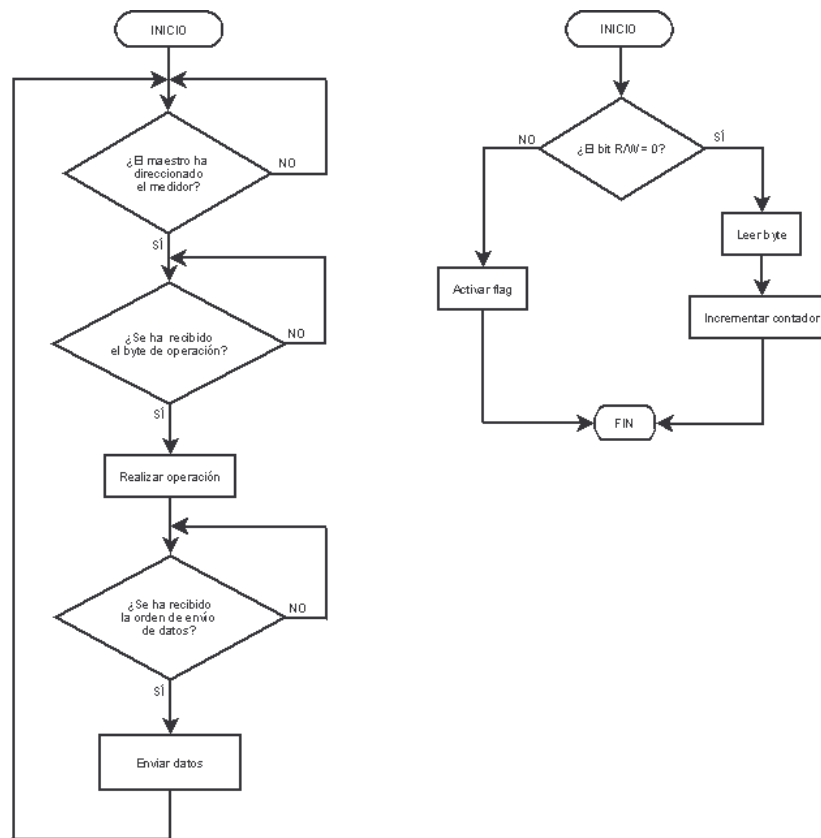 INICIO
¿El maestro ha
direccionado
el medidor?
NO
SÍ
¿Se ha recibido
el byte de operación?
NO
SÍ
Realizar operación
¿Se ha recibido
la orden de envío
de datos?
NO
SÍ
Enviar datos
INICIO
¿El bit R/W = 0?
NO
SÍ
Leer byte
Activar flag
Incrementar contador
FIN